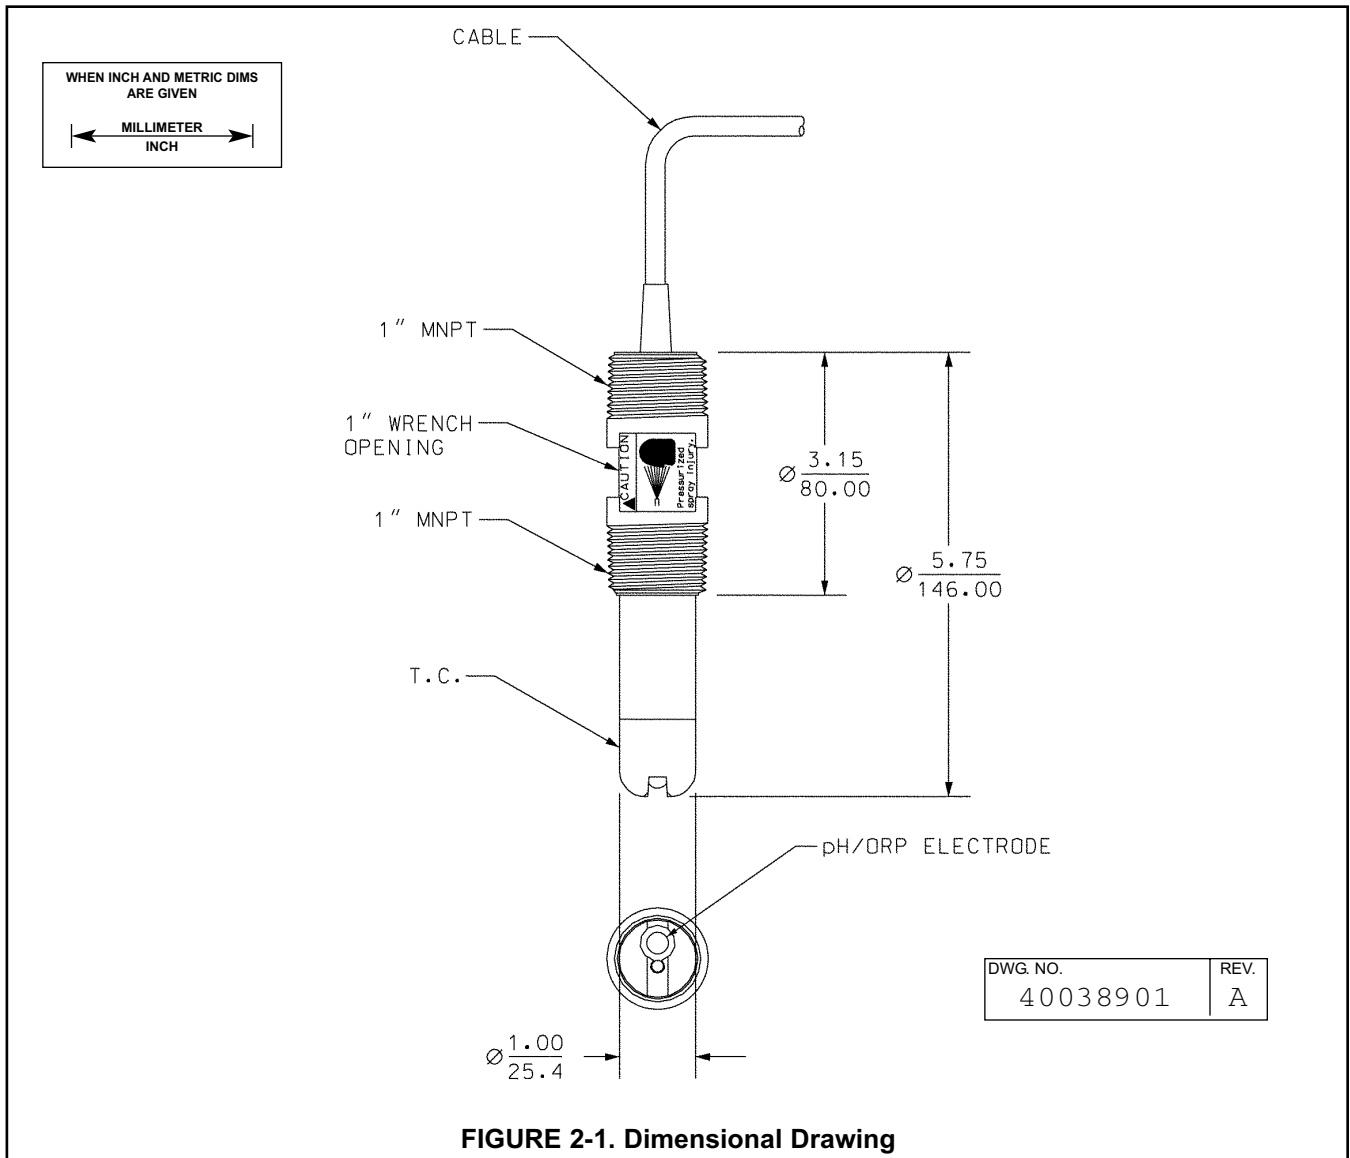 CABLE
WHEN INCH AND METRIC DIMS
ARE GIVEN
MILLIMETER
INCH
1" MNPT
1" WRENCH
OPENING
CAUTION
Pressurized
spray injury.
1" MNPT
Ø 3.15
80.00
Ø 5.75
146.00
T.C.
pH/ORP ELECTRODE
DWG. NO.
40038901
REV.
A
Ø 1.00
25.4
FIGURE 2-1. Dimensional Drawing